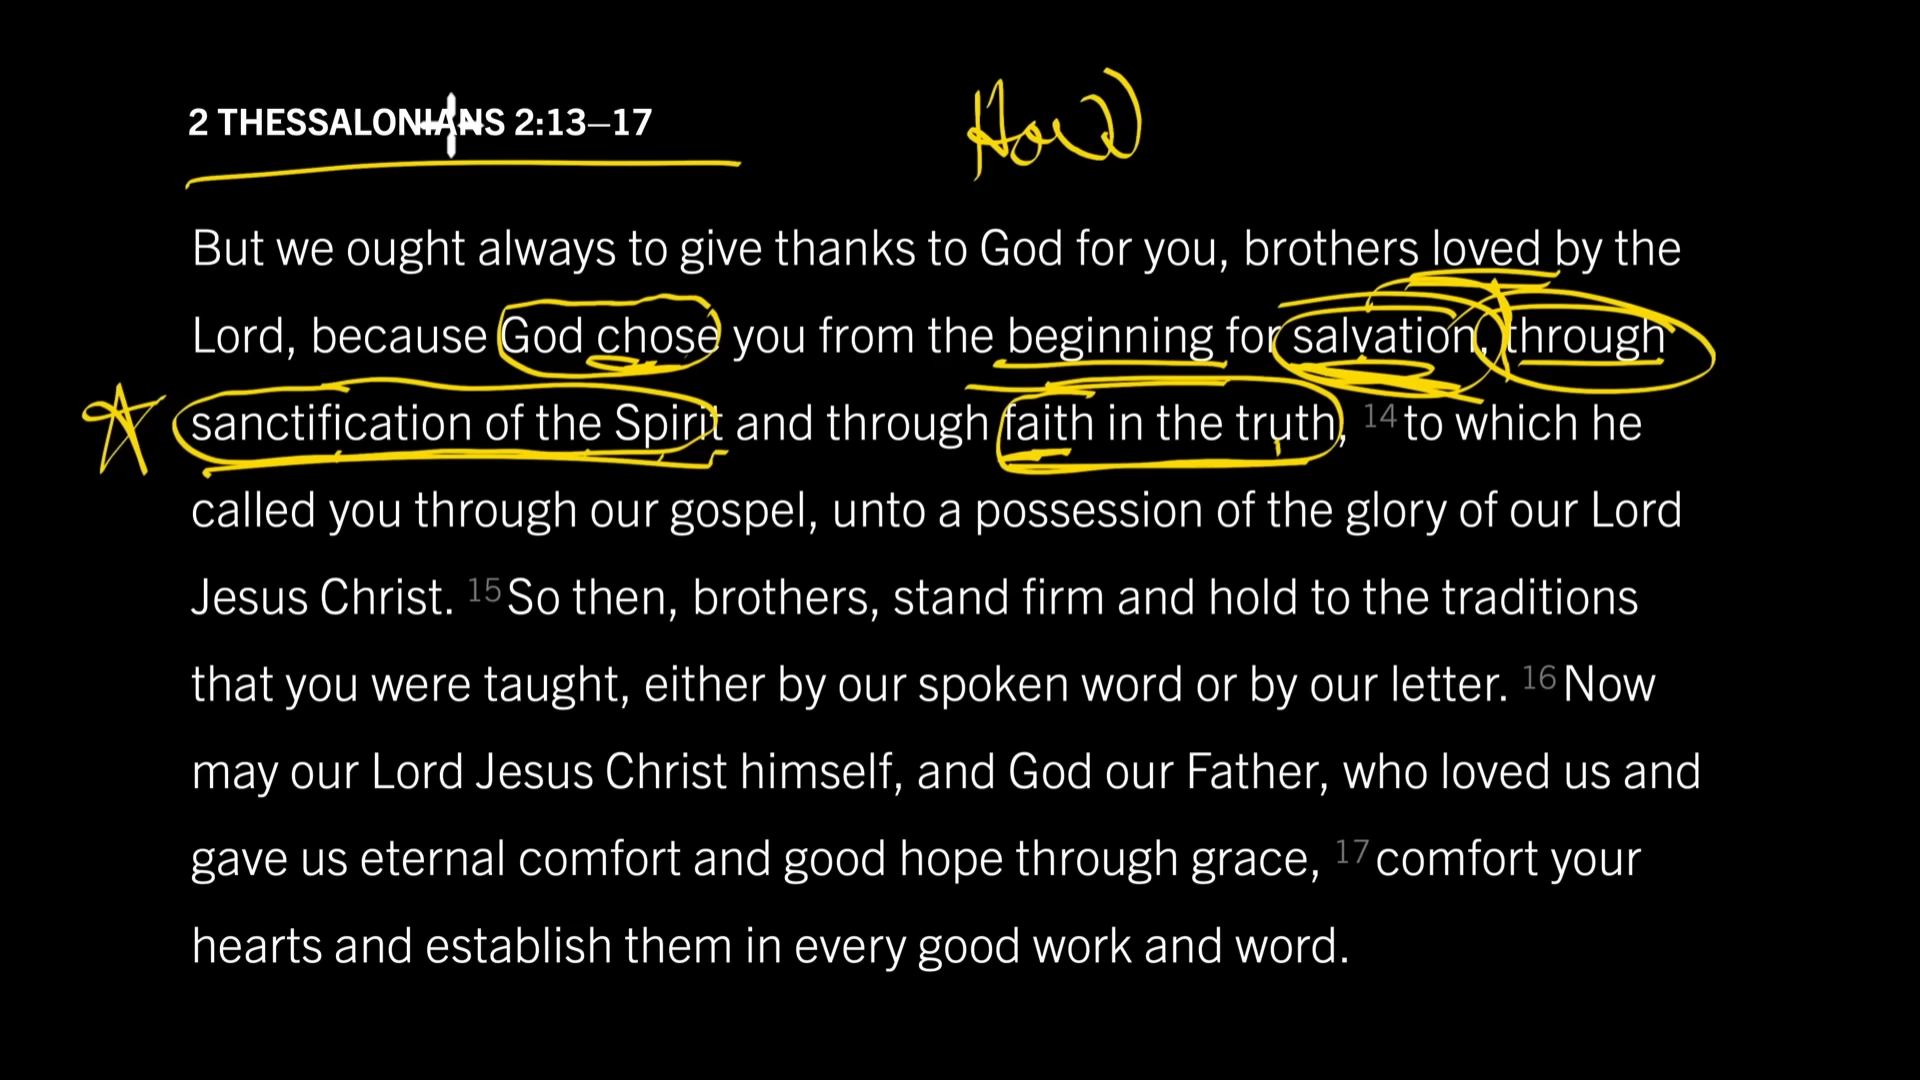 2 THESSALONIANS 2:13–17
How
But we ought always to give thanks to God for you, brothers loved by the
Lord, because God chose you from the beginning for salvation, through
sanctification of the Spirit and through faith in the truth, 14 to which he
called you through our gospel, unto a possession of the glory of our Lord
Jesus Christ. 15 So then, brothers, stand firm and hold to the traditions
that you were taught, either by our spoken word or by our letter. 16 Now
may our Lord Jesus Christ himself, and God our Father, who loved us and
gave us eternal comfort and good hope through grace, 17 comfort your
hearts and establish them in every good work and word.